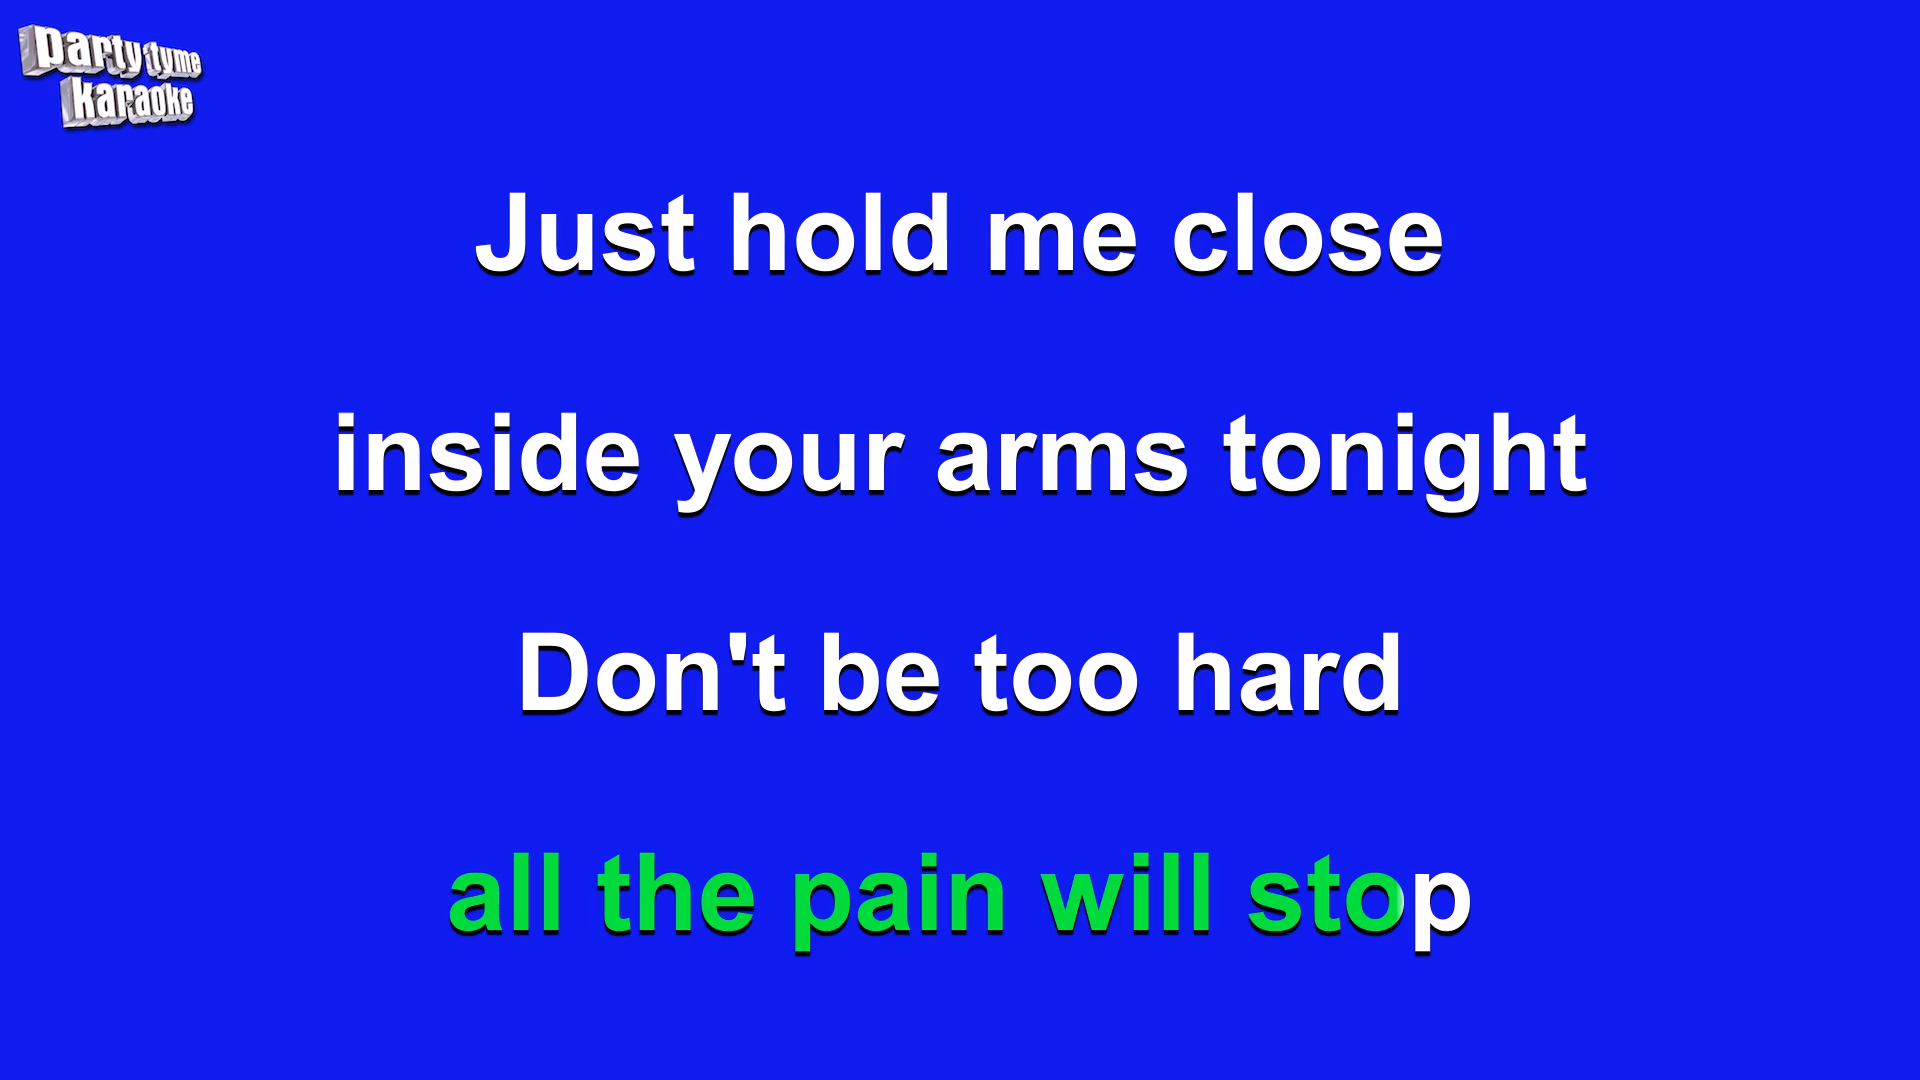 party tyme
karaoke
Just hold me close
inside your arms tonight
Don't be too hard
all the pain will stop